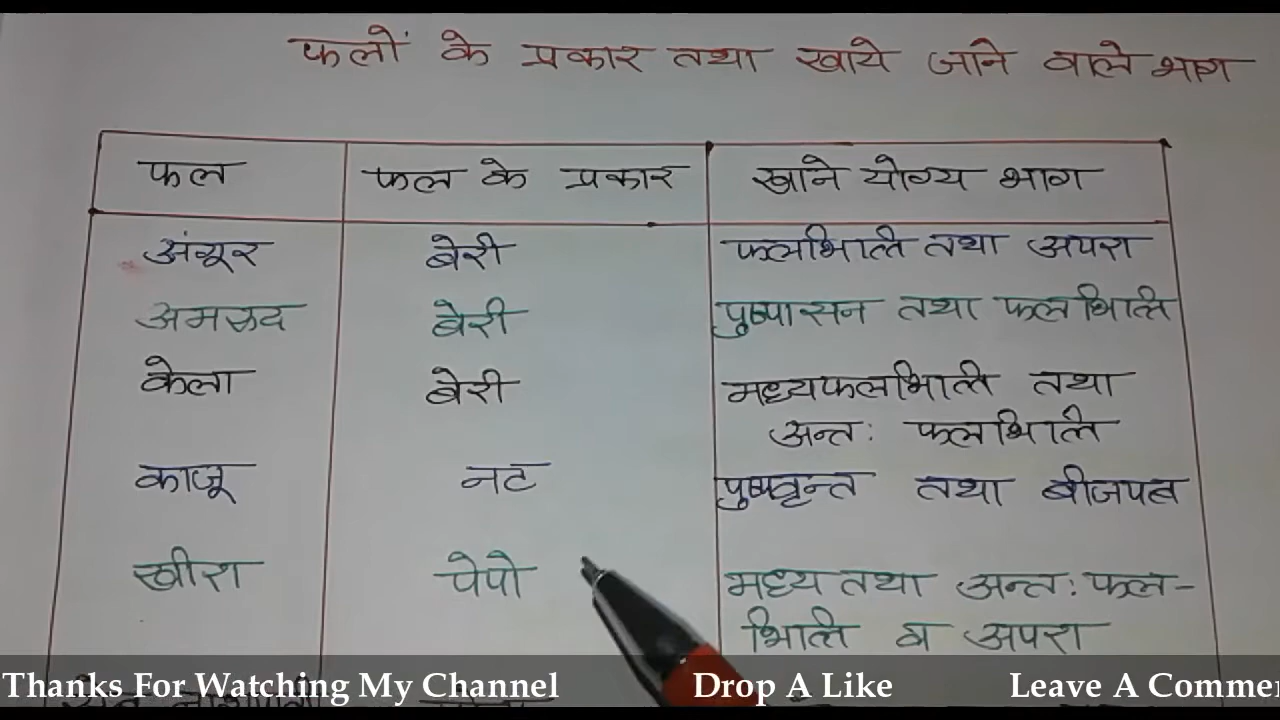 फलों के प्रकार तथा खाये जाने वाले भाग
फल फल के प्रकार खाने योग्य भाग
अंगूर बेरी फलभित्ति तथा अपरा
अमरूद बेरी पुष्पासन तथा फलभित्ति
केला बेरी मध्यफलभित्ति तथा
अन्त: फलभित्ति
काजू नट पुष्पवृन्त तथा बीजपत्र
खीरा पेपो मध्य तथा अन्त: फल-
भित्ति व अपरा
Thanks For Watching My Channel Drop A Like Leave A Comme